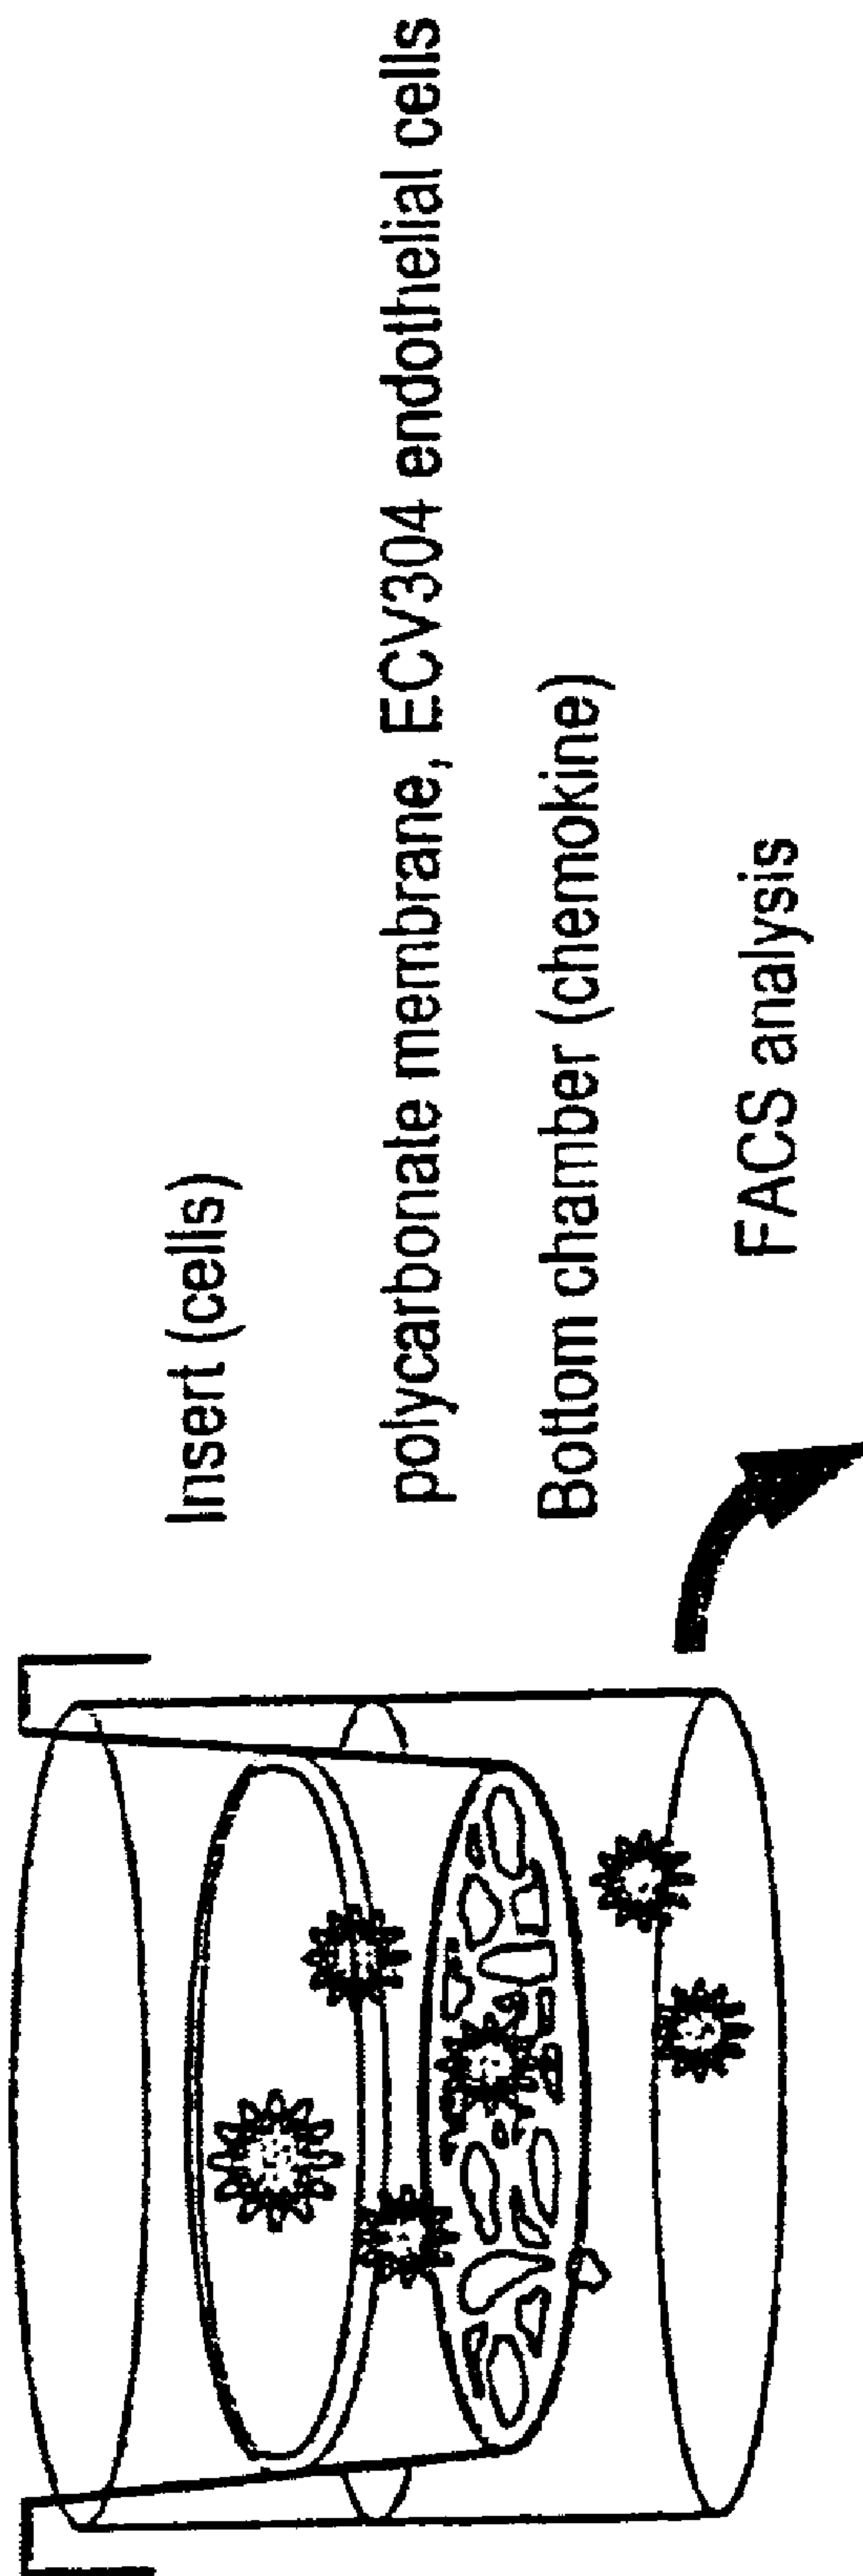 Insert (cells)
polycarbonate membrane, ECV304 endothelial cells
Bottom chamber (chemokine)
FACS analysis